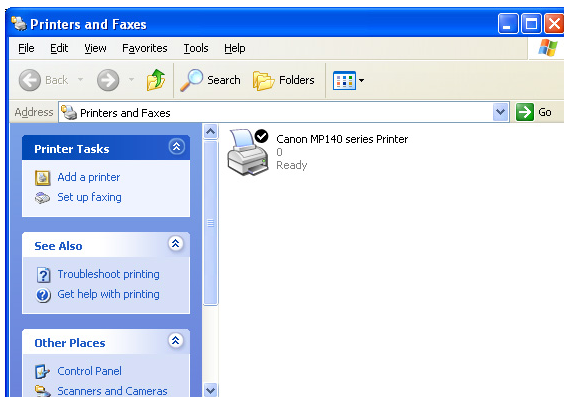 Printers and Faxes
File Edit View Favorites Tools Help
Back Search Folders
Address Printers and Faxes Go
Printer Tasks
Add a printer
Set up faxing
See Also
Troubleshoot printing
Get help with printing
Other Places
Control Panel
Scanners and Cameras
Canon MP140 series Printer
0
Ready